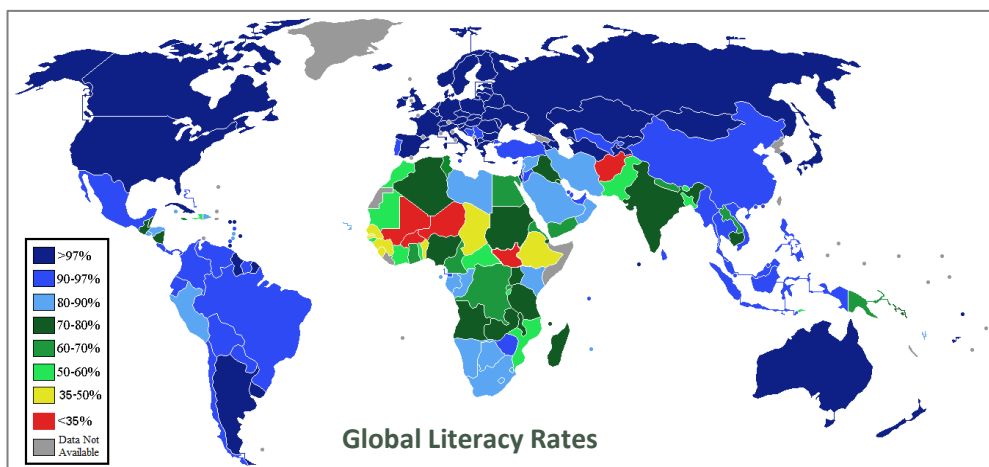 >97%
90-97%
80-90%
70-80%
60-70%
50-60%
35-50%
<35%
Data Not
Available
Global Literacy Rates